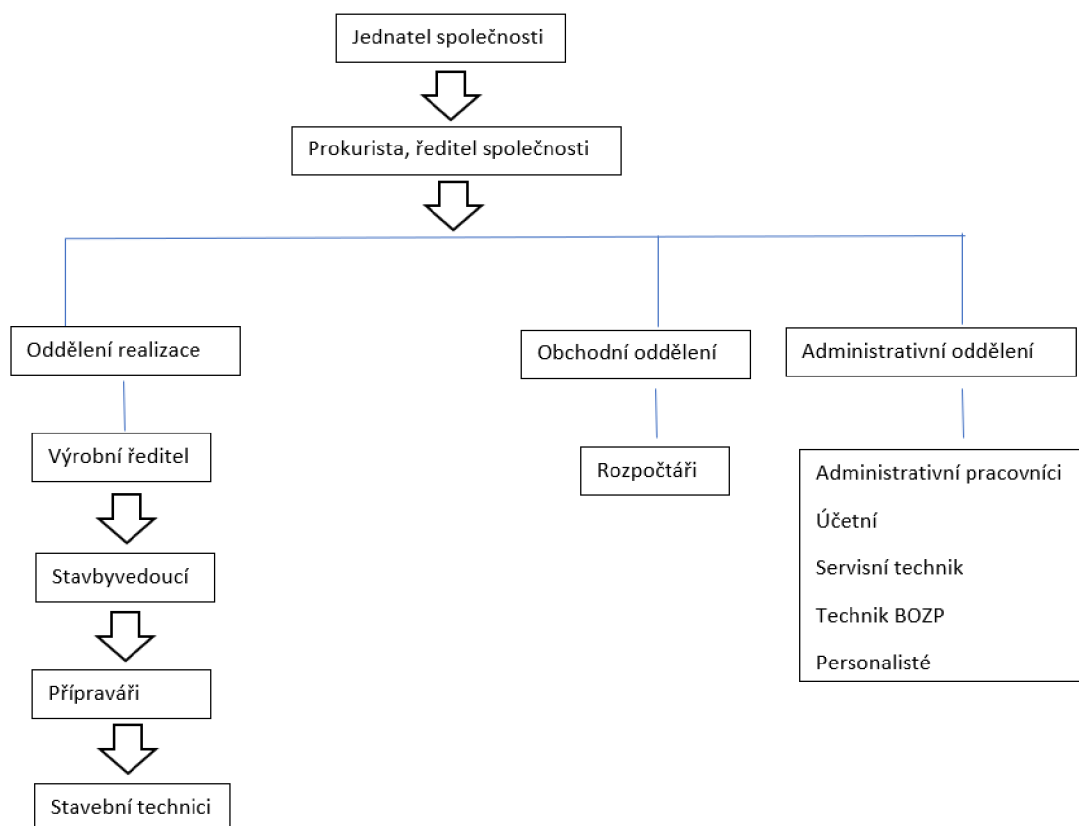 Jednatel společnosti
Prokurista, ředitel společnosti
Oddělení realizace
Obchodní oddělení
Administrativní oddělení
Výrobní ředitel
Rozpočtáři
Administrativní pracovníci
Účetní
Servisní technik
Technik BOZP
Personalisté
Stavbyvedoucí
Přípraváři
Stavební technici